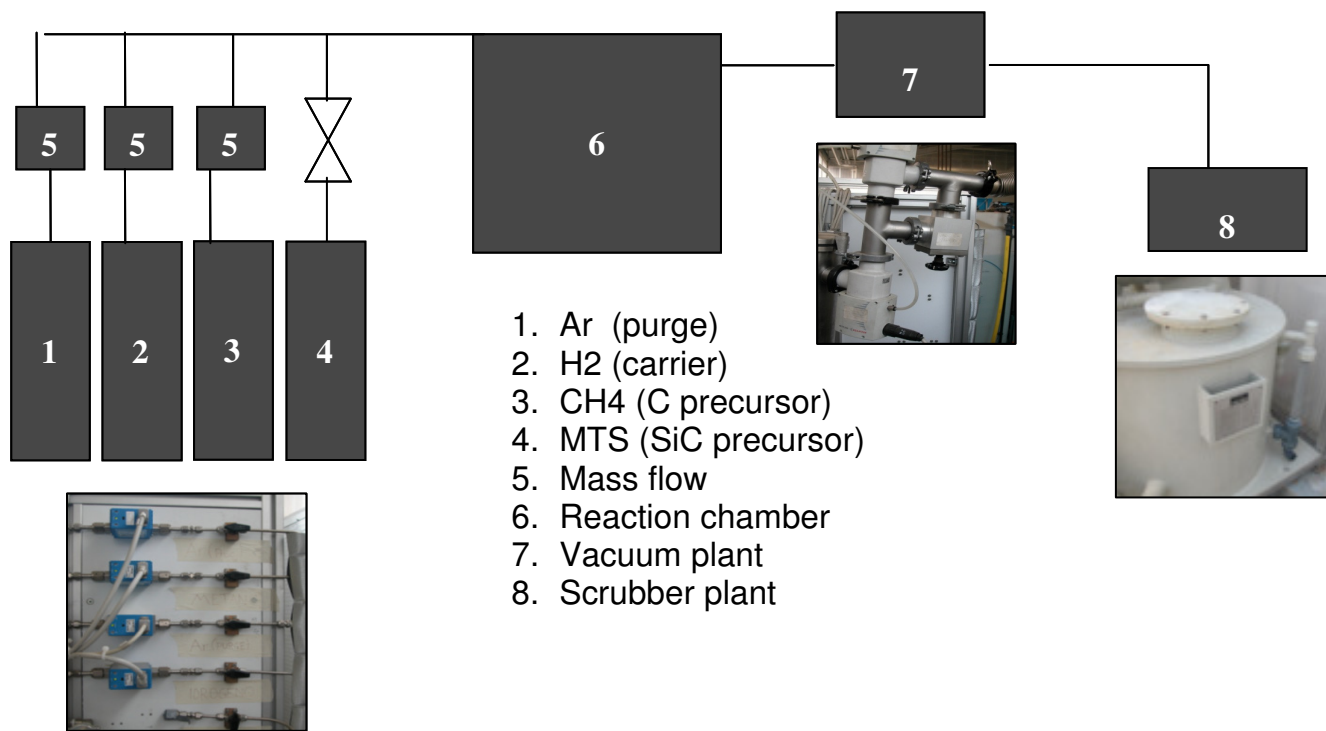 5 5 5
6
7
8
1 2 3 4
1. Ar (purge)
2. H2 (carrier)
3. CH4 (C precursor)
4. MTS (SiC precursor)
5. Mass flow
6. Reaction chamber
7. Vacuum plant
8. Scrubber plant